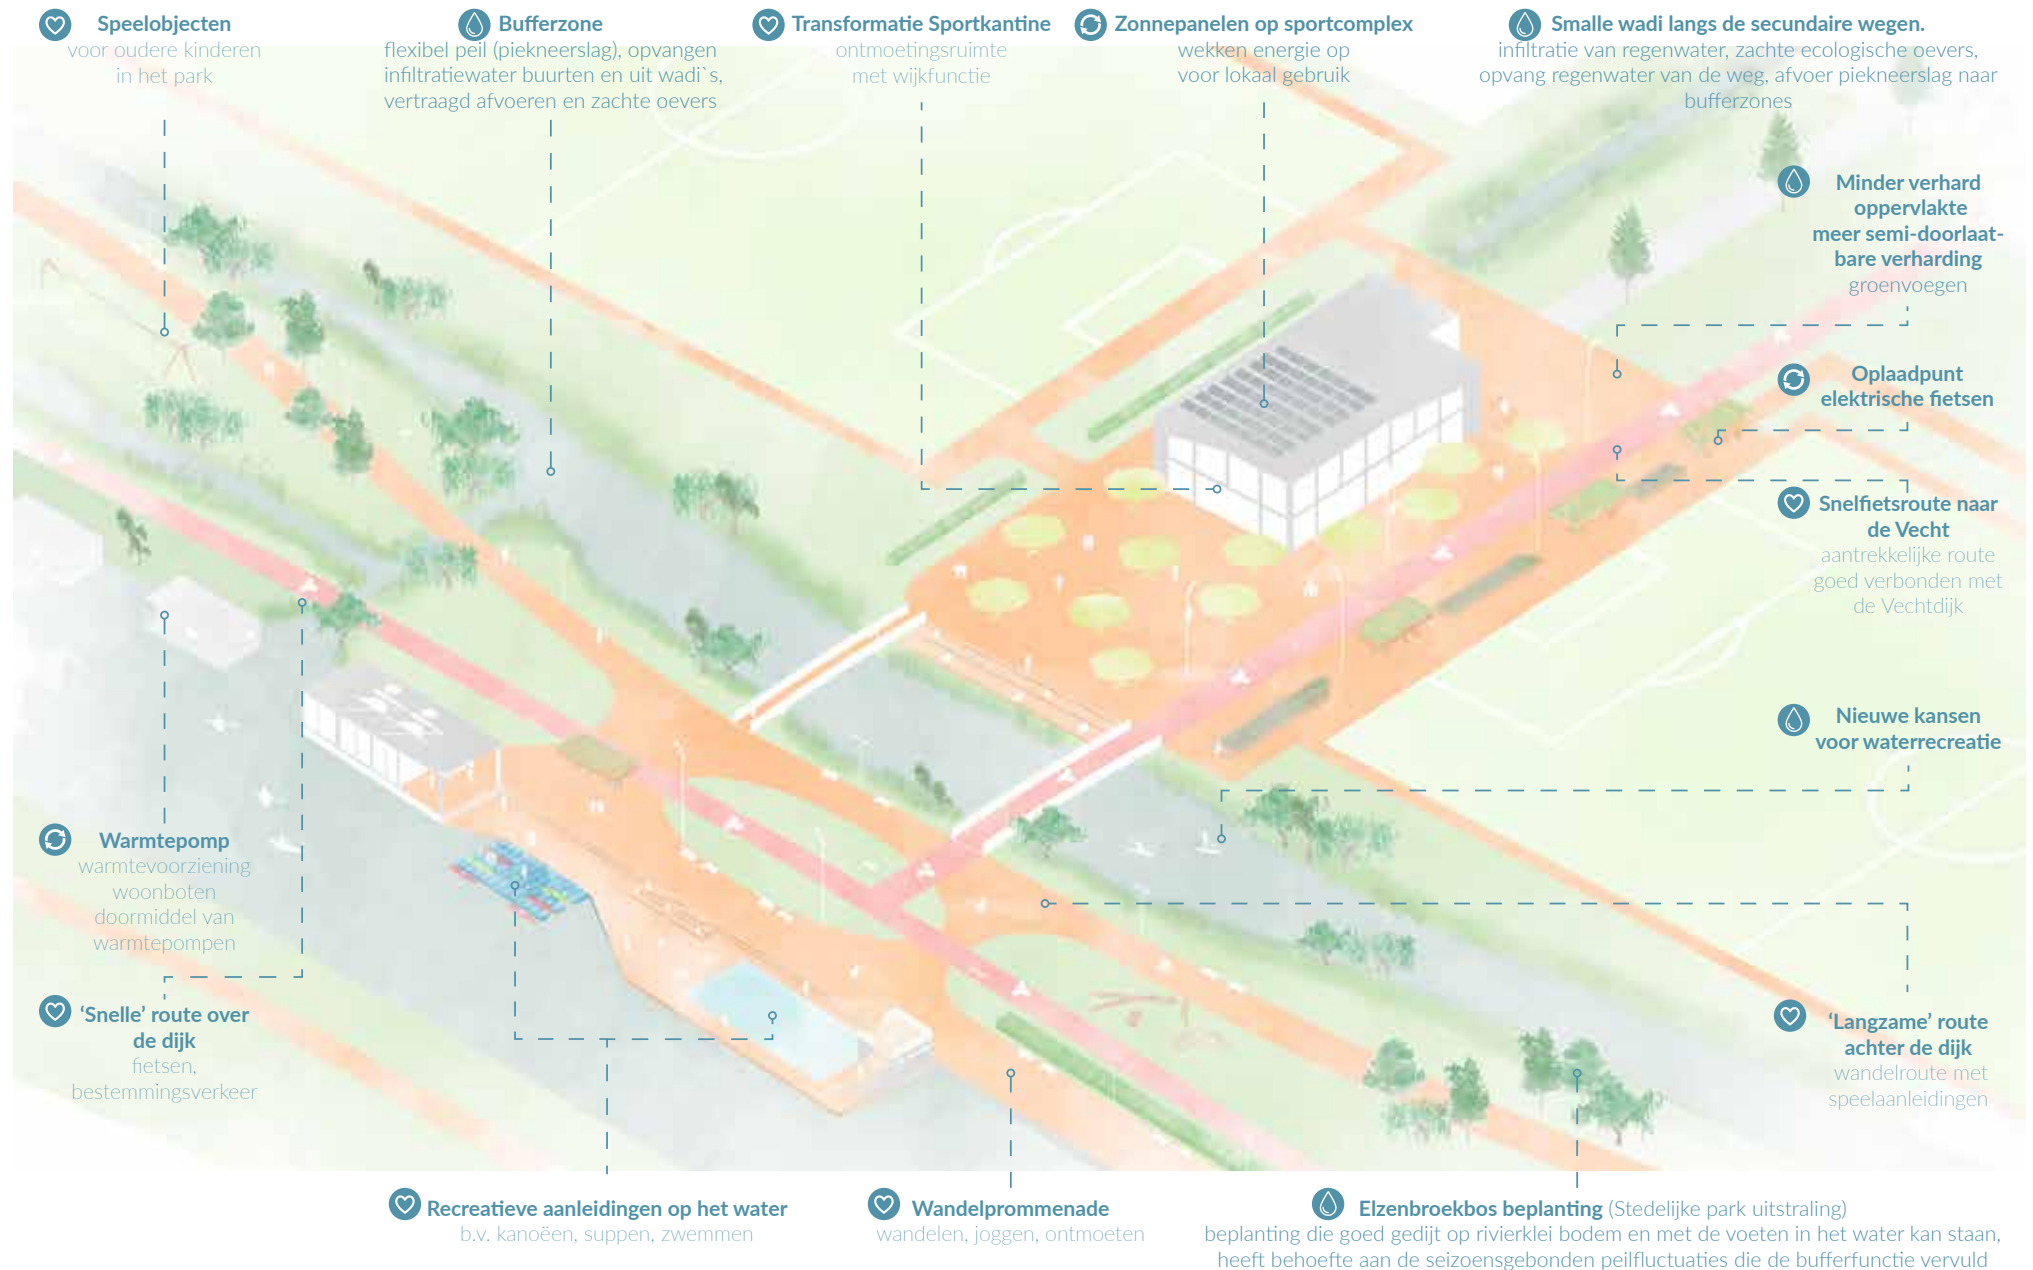 Speelobjecten
voor oudere kinderen
in het park
Bufferzone
flexibel peil (piekneerslag), opvangen
infiltratiewater buurten en uit wadi`s,
vertraagd afvoeren en zachte oevers
Transformatie Sportkantine
ontmoetingsruimte
met wijkfunctie
Zonnepanelen op sportcomplex
wekken energie op
voor lokaal gebruik
Smalle wadi langs de secundaire wegen.
infiltratie van regenwater, zachte ecologische oevers,
opvang regenwater van de weg, afvoer piekneerslag naar
bufferzones
Minder verhard
oppervlakte
meer semi-doorlaat-
bare verharding
groenvoegen
Oplaadpunt
elektrische fietsen
Snelfietsroute naar
de Vecht
aantrekkelijke route
goed verbonden met
de Vechtdijk
Nieuwe kansen
voor waterrecreatie
Warmtepomp
warmtevoorziening
woonboten
doormiddel van
warmtepompen
‘Snelle’ route over
de dijk
fietsen,
bestemmingsverkeer
‘Langzame’ route
achter de dijk
wandelroute met
speelaanleidingen
Recreatieve aanleidingen op het water
b.v. kanoëen, suppen, zwemmen
Wandelprommenade
wandelen, joggen, ontmoeten
Elzenbroekbos beplanting (Stedelijke park uitstraling)
beplanting die goed gedijt op rivierklei bodem en met de voeten in het water kan staan,
heeft behoefte aan de seizoensgebonden peilfluctuaties die de bufferfunctie vervuld